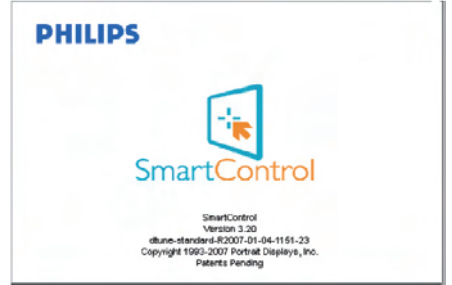 PHILIPS
SmartControl
SmartControl
Version 3.20
dtune-standard-R2007-01-04-1151-23
Copyright 1993-2007 Portrait Displays, Inc.
Patents Pending